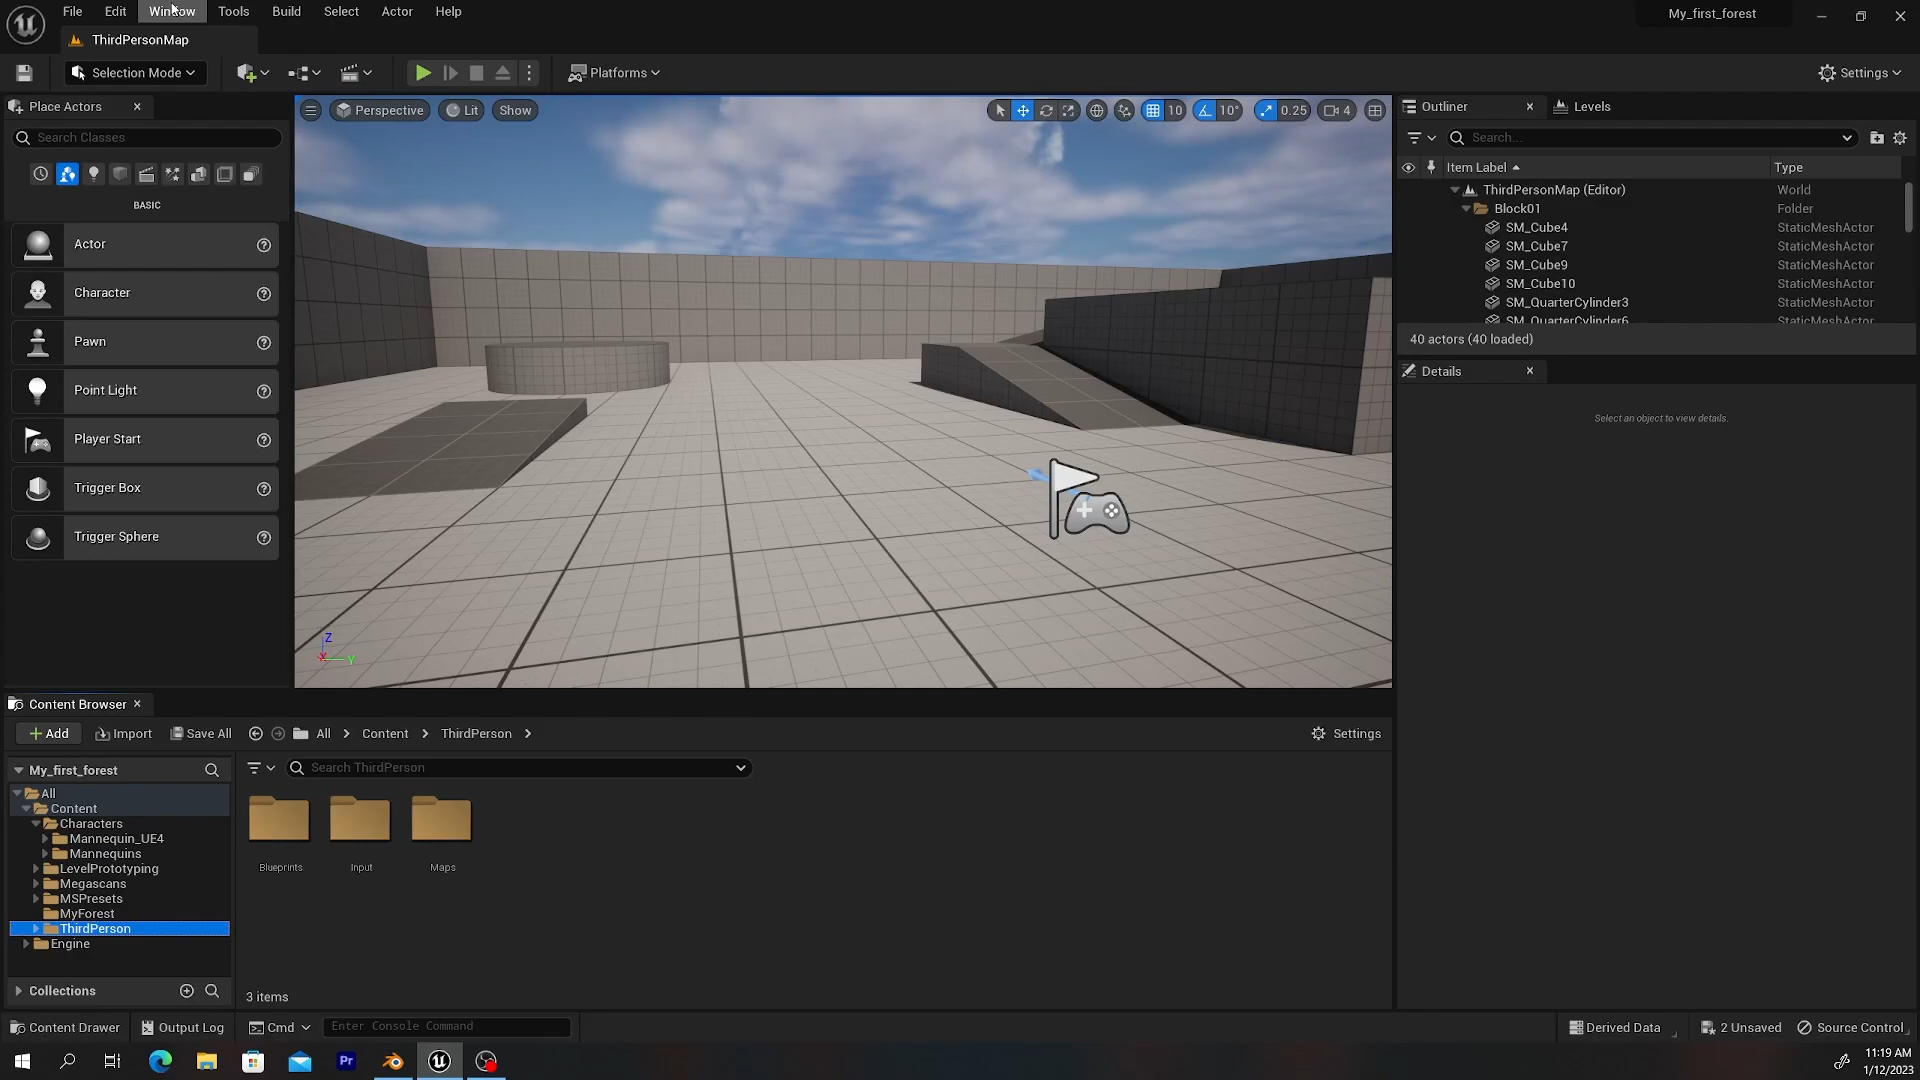 File Edit Window Tools Build Select Actor Help
My_first_forest
ThirdPersonMap
Selection Mode
Platforms
Settings
Place Actors
Search Classes
BASIC
Actor
Character
Pawn
Point Light
Player Start
Trigger Box
Trigger Sphere
Perspective Lit Show
10 10° 0.25 4
Z
X Y
Outliner Levels
Search...
Item Label Type
ThirdPersonMap (Editor) World
Block01 Folder
SM_Cube4 StaticMeshActor
SM_Cube7 StaticMeshActor
SM_Cube9 StaticMeshActor
SM_Cube10 StaticMeshActor
SM_QuarterCylinder3 StaticMeshActor
SM_QuarterCylinder6 StaticMeshActor
40 actors (40 loaded)
Details
Select an object to view details.
Content Browser
Add Import Save All All Content ThirdPerson Settings
My_first_forest
Search ThirdPerson
All
Content
Characters
Mannequin_UE4
Mannequins
LevelPrototyping
Megascans
MSPresets
MyForest
ThirdPerson
Engine
Blueprints Input Maps
Collections
3 items
Content Drawer Output Log Cmd Enter Console Command Derived Data 2 Unsaved Source Control
Pr
11:19 AM
1/12/2023